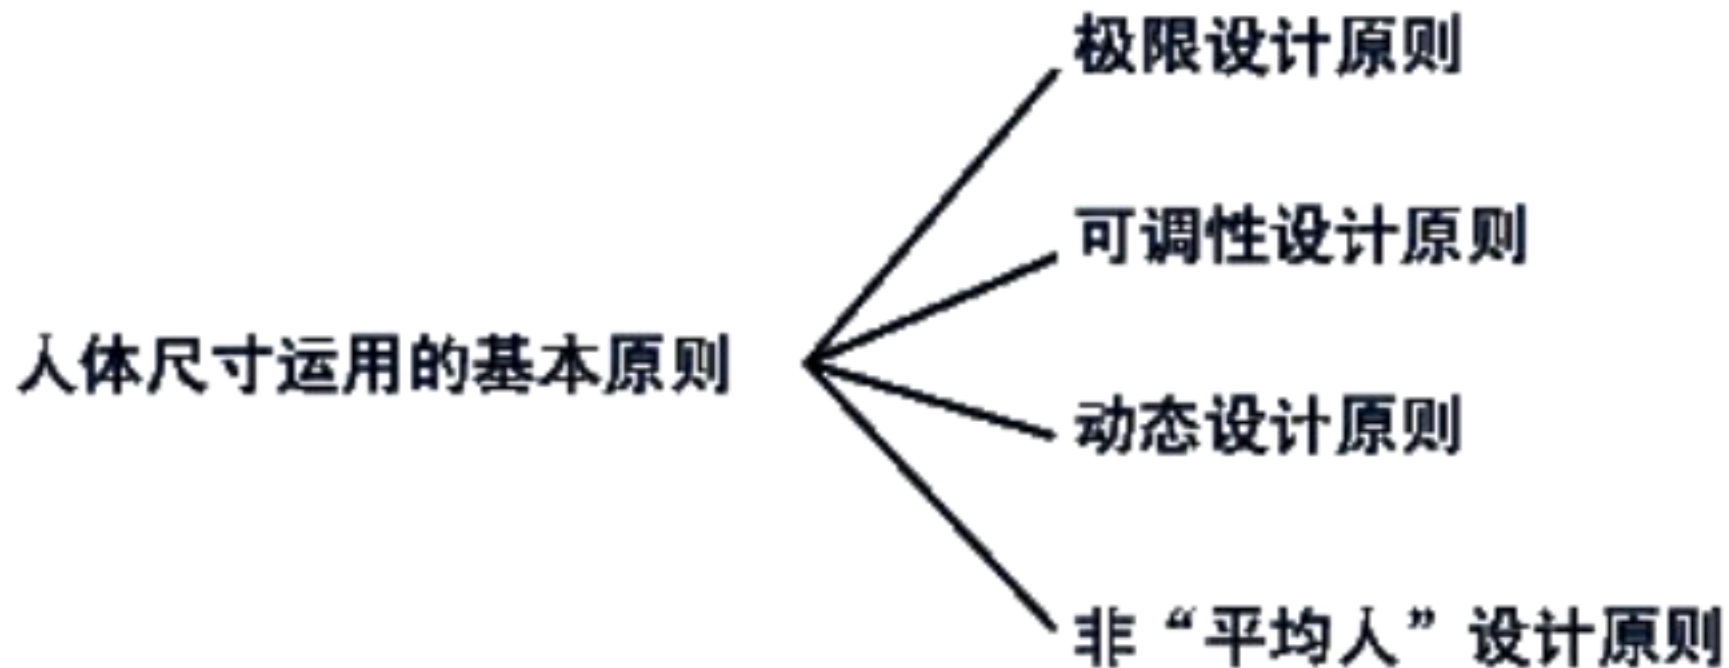 极限设计原则
可调性设计原则
人体尺寸运用的基本原则
动态设计原则
非“平均人”设计原则